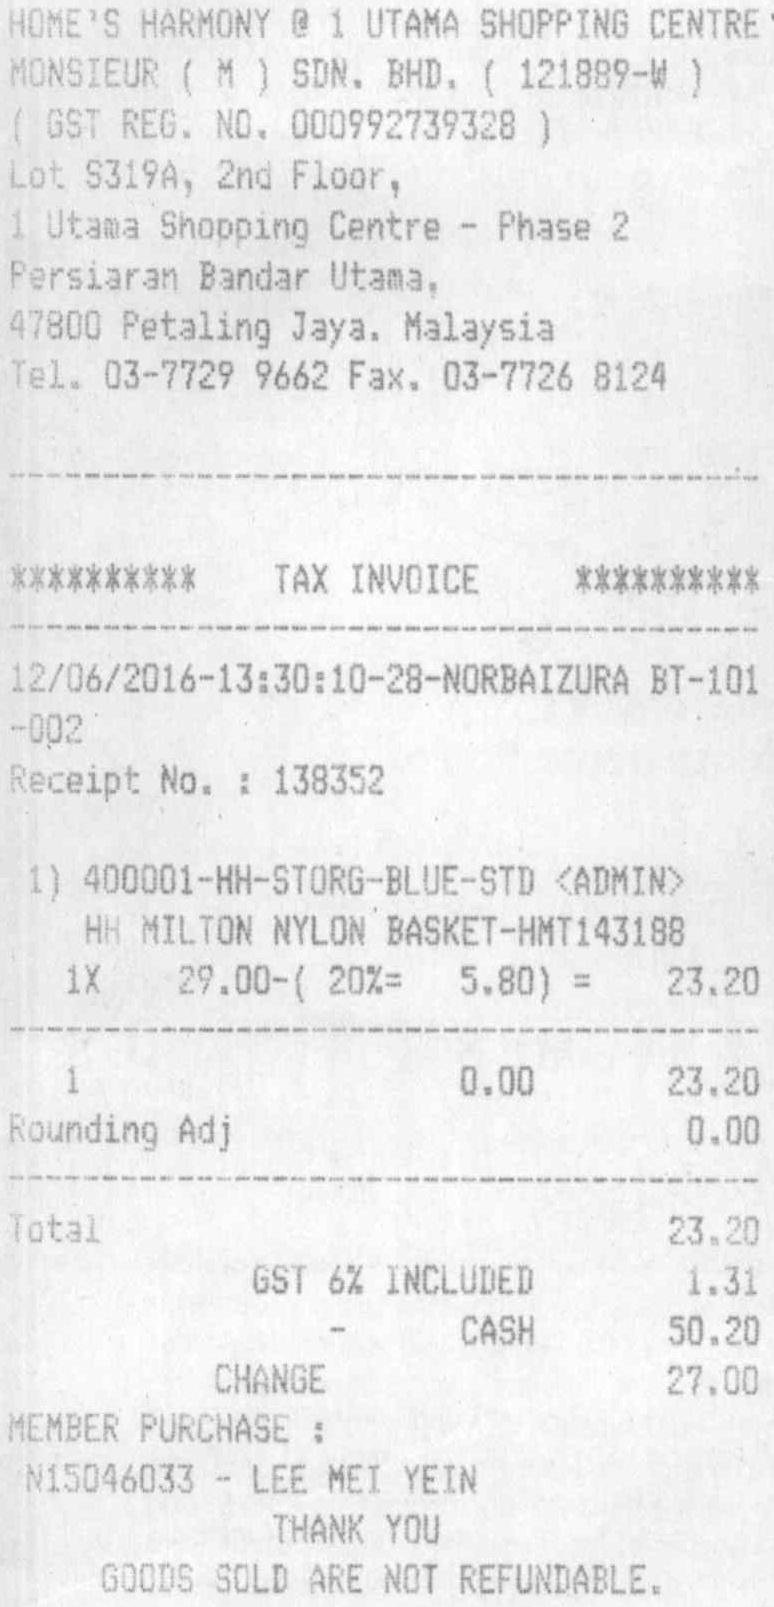 HOME'S HARMONY @ 1 UTAMA SHOPPING CENTRE
MONSIEUR ( M ) SDN. BHD. ( 121889-W )
( GST REG. NO. 000992739328 )
Lot S319A, 2nd Floor,
1 Utama Shopping Centre - Phase 2
Persiaran Bandar Utama,
47800 Petaling Jaya. Malaysia
Tel. 03-7729 9662 Fax. 03-7726 8124
----------------------------------------
********** TAX INVOICE **********
----------------------------------------
12/06/2016-13:30:10-28-NORBAIZURA BT-101
-002
Receipt No. : 138352
1) 400001-HH-STORG-BLUE-STD <ADMIN>
HH MILTON NYLON BASKET-HMT143188
1X 29.00-( 20%= 5.80) = 23.20
----------------------------------------
1 0.00 23.20
Rounding Adj 0.00
----------------------------------------
Total 23.20
GST 6% INCLUDED 1.31
- CASH 50.20
CHANGE 27.00
MEMBER PURCHASE :
N15046033 - LEE MEI YEIN
THANK YOU
GOODS SOLD ARE NOT REFUNDABLE.